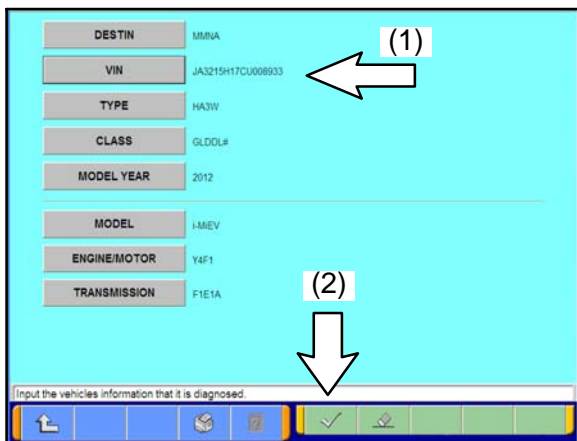 DESTIN MMNA
(1)
VIN JA3215H17CU008933
TYPE HA3W
CLASS GLDDL#
MODEL YEAR 2012
MODEL i-MiEV
ENGINE/MOTOR Y4F1
TRANSMISSION F1E1A
(2)
Input the vehicles information that it is diagnosed.